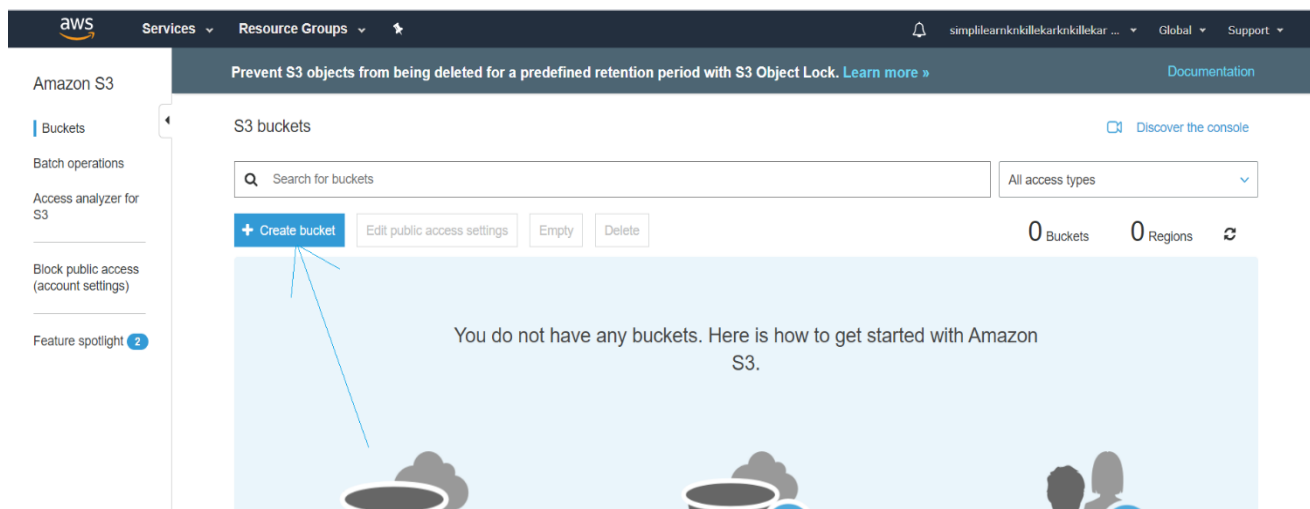 aws Services Resource Groups simplilearnknkillekarknkillekar ... Global Support
Amazon S3
Prevent S3 objects from being deleted for a predefined retention period with S3 Object Lock. Learn more » Documentation
Buckets
Batch operations
Access analyzer for
S3
Block public access
(account settings)
Feature spotlight 2
S3 buckets Discover the console
Search for buckets All access types
+ Create bucket Edit public access settings Empty Delete 0 Buckets 0 Regions
You do not have any buckets. Here is how to get started with Amazon
S3.